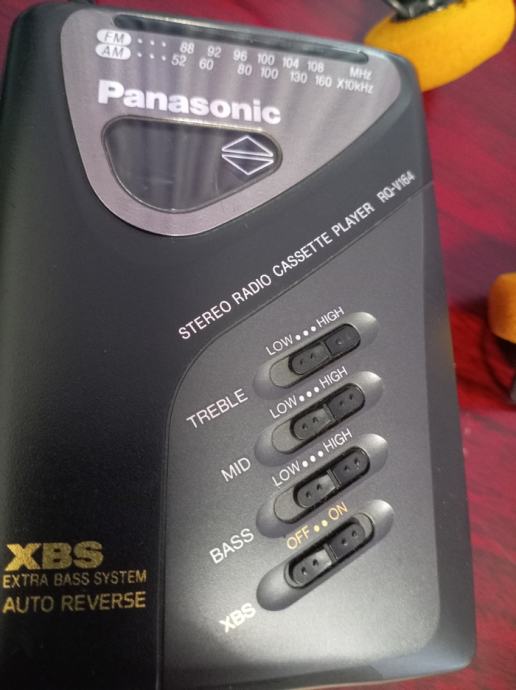 FM 88 92 96 100 104 108 MHz
AM 52 60 80 100 130 160 X10kHz
Panasonic
STEREO RADIO CASSETTE PLAYER RQ-V164
LOW HIGH
TREBLE
LOW HIGH
MID
LOW HIGH
BASS
OFF ON
XBS
XBS
EXTRA BASS SYSTEM
AUTO REVERSE